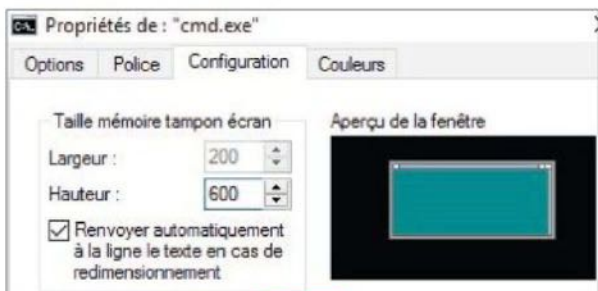 Propriétés de : "cmd.exe"
Options Police Configuration Couleurs
Taille mémoire tampon écran
Largeur : 200
Hauteur : 600
Renvoyer automatiquement
à la ligne le texte en cas de
redimensionnement
Aperçu de la fenêtre